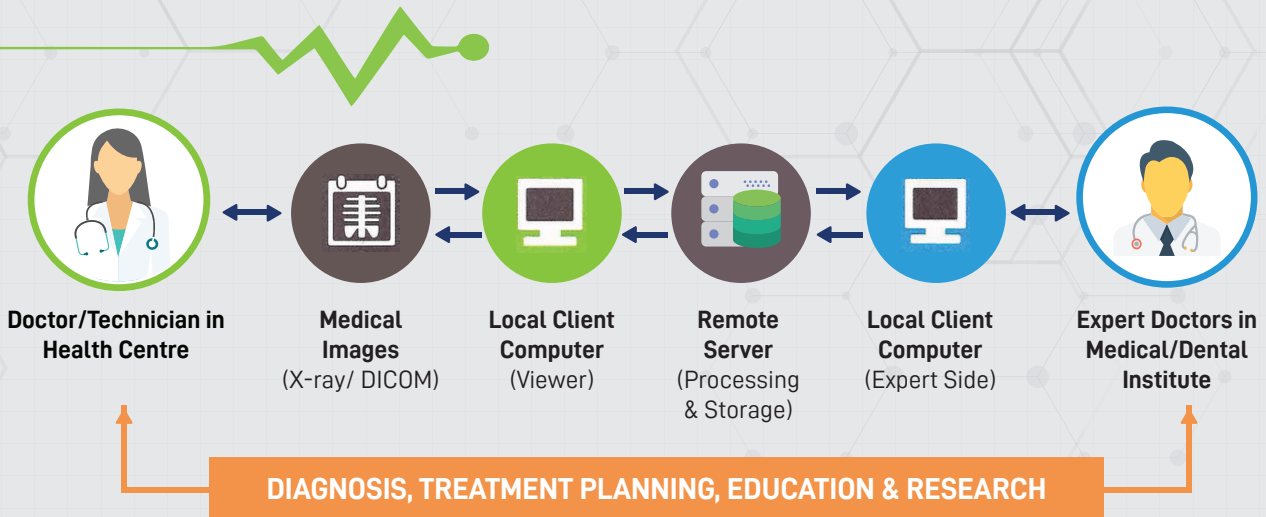 Doctor/Technician in
Health Centre
Medical
Images
(X-ray/ DICOM)
Local Client
Computer
(Viewer)
Remote
Server
(Processing
& Storage)
Local Client
Computer
(Expert Side)
Expert Doctors in
Medical/Dental
Institute
DIAGNOSIS, TREATMENT PLANNING, EDUCATION & RESEARCH